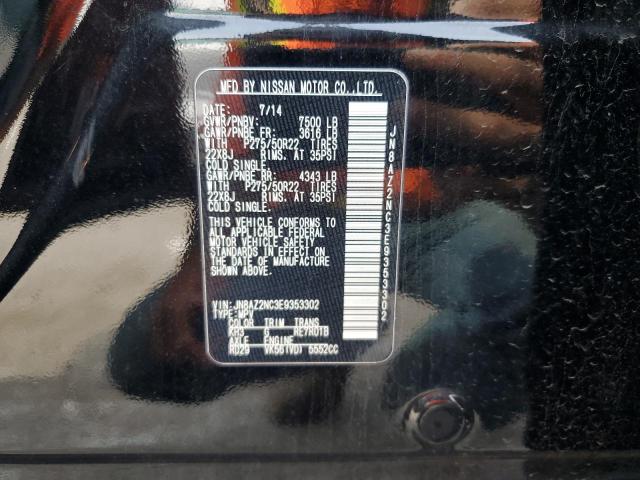 MFD BY NISSAN MOTOR CO.,LTD.
DATE: 7/14
GVWR/PNBV: 7500 LB
GAWR/PNBE FR: 3616 LB
WITH P275/50R22 TIRES
22X8J RIMS. AT 35PSI
COLD SINGLE.
GAWR/PNBE RR: 4343 LB
WITH P275/50R22 TIRES
22X8J RIMS. AT 35PSI
COLD SINGLE.
THIS VEHICLE CONFORMS TO
ALL APPLICABLE FEDERAL
MOTOR VEHICLE SAFETY
STANDARDS IN EFFECT ON
THE DATE OF MANUFACTURE
SHOWN ABOVE.
VIN:JN8AZ2NC3E9353302
TYPE:MPV
COLOR TRIM TRANS
KH3 G RE7R01B
AXLE ENGINE
RD29 VK56(VD) 5552CC
JN8AZ2NC3E9353302